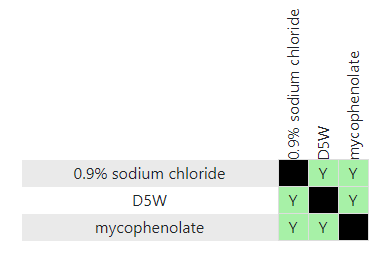 0.9% sodium chloride
D5W
mycophenolate
0.9% sodium chloride Y Y
D5W Y Y
mycophenolate Y Y